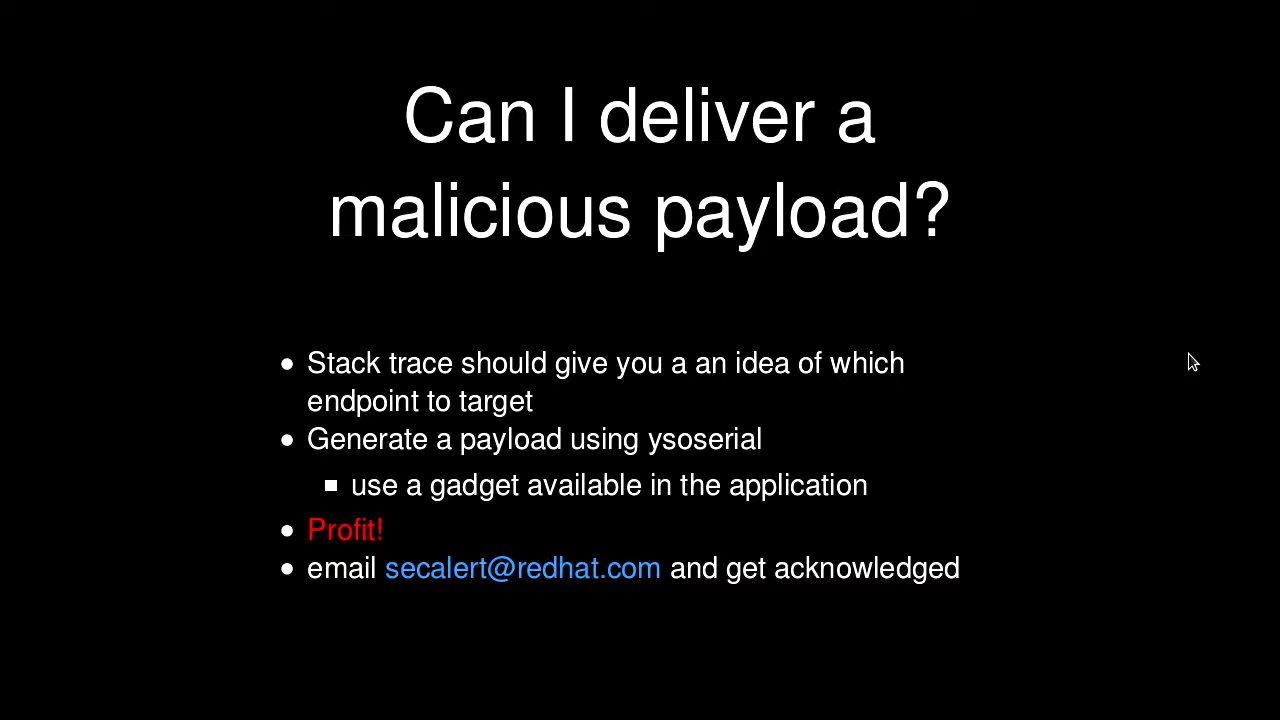 Can I deliver a
malicious payload?
Stack trace should give you a an idea of which
endpoint to target
Generate a payload using ysoserial
use a gadget available in the application
Profit!
email secalert@redhat.com and get acknowledged